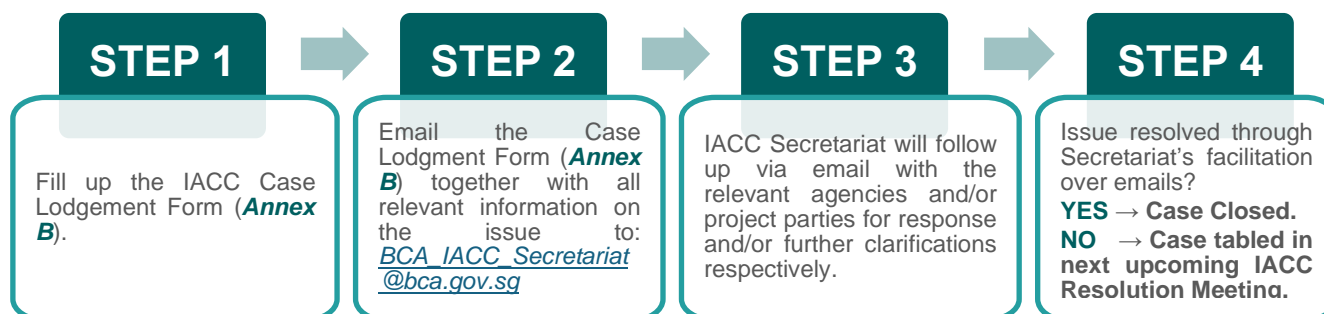 STEP 1
Fill up the IACC Case
Lodgement Form (Annex
B).
STEP 2
Email the Case
Lodgment Form (Annex
B) together with all
relevant information on
the issue to:
BCA_IACC_Secretariat
@bca.gov.sg
STEP 3
IACC Secretariat will follow
up via email with the
relevant agencies and/or
project parties for response
and/or further clarifications
respectively.
STEP 4
Issue resolved through
Secretariat's facilitation
over emails?
YES → Case Closed.
NO → Case tabled in
next upcoming IACC
Resolution Meeting.